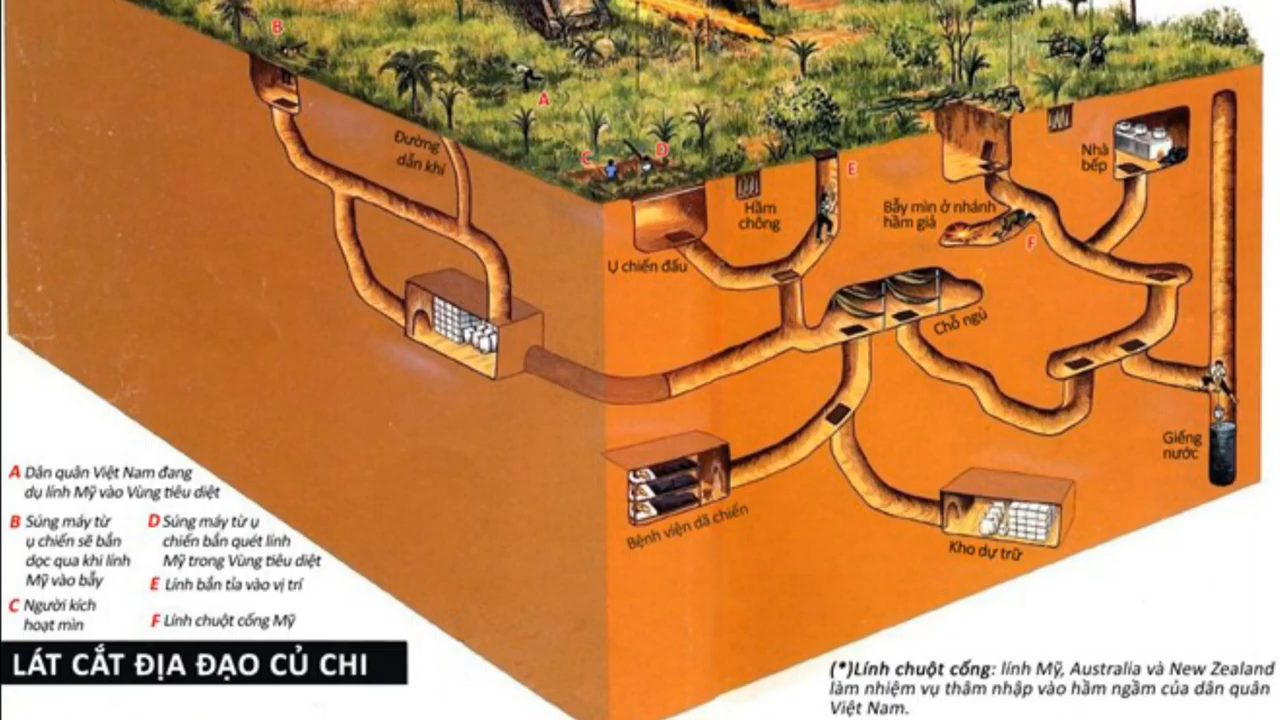 B
A
Đường
dẫn khí
C
D
E
Hầm
chông
Ụ chiến đấu
Bẫy mìn ở nhánh
hầm giả
F
Nhà
bếp
Chỗ ngủ
Giếng
nước
Bệnh viện dã chiến
Kho dự trữ
A Dân quân Việt Nam đang
dụ lính Mỹ vào Vùng tiêu diệt
B Súng máy từ
ụ chiến sẽ bắn
dọc qua khi lính
Mỹ vào bẫy
C Người kích
hoạt mìn
D Súng máy từ ụ
chiến bắn quét lính
Mỹ trong Vùng tiêu diệt
E Lính bắn tỉa vào vị trí
F Lính chuột cống Mỹ
LÁT CẮT ĐỊA ĐẠO CỦ CHI
(*)Lính chuột cống: lính Mỹ, Australia và New Zealand
làm nhiệm vụ thâm nhập vào hầm ngầm của dân quân
Việt Nam.